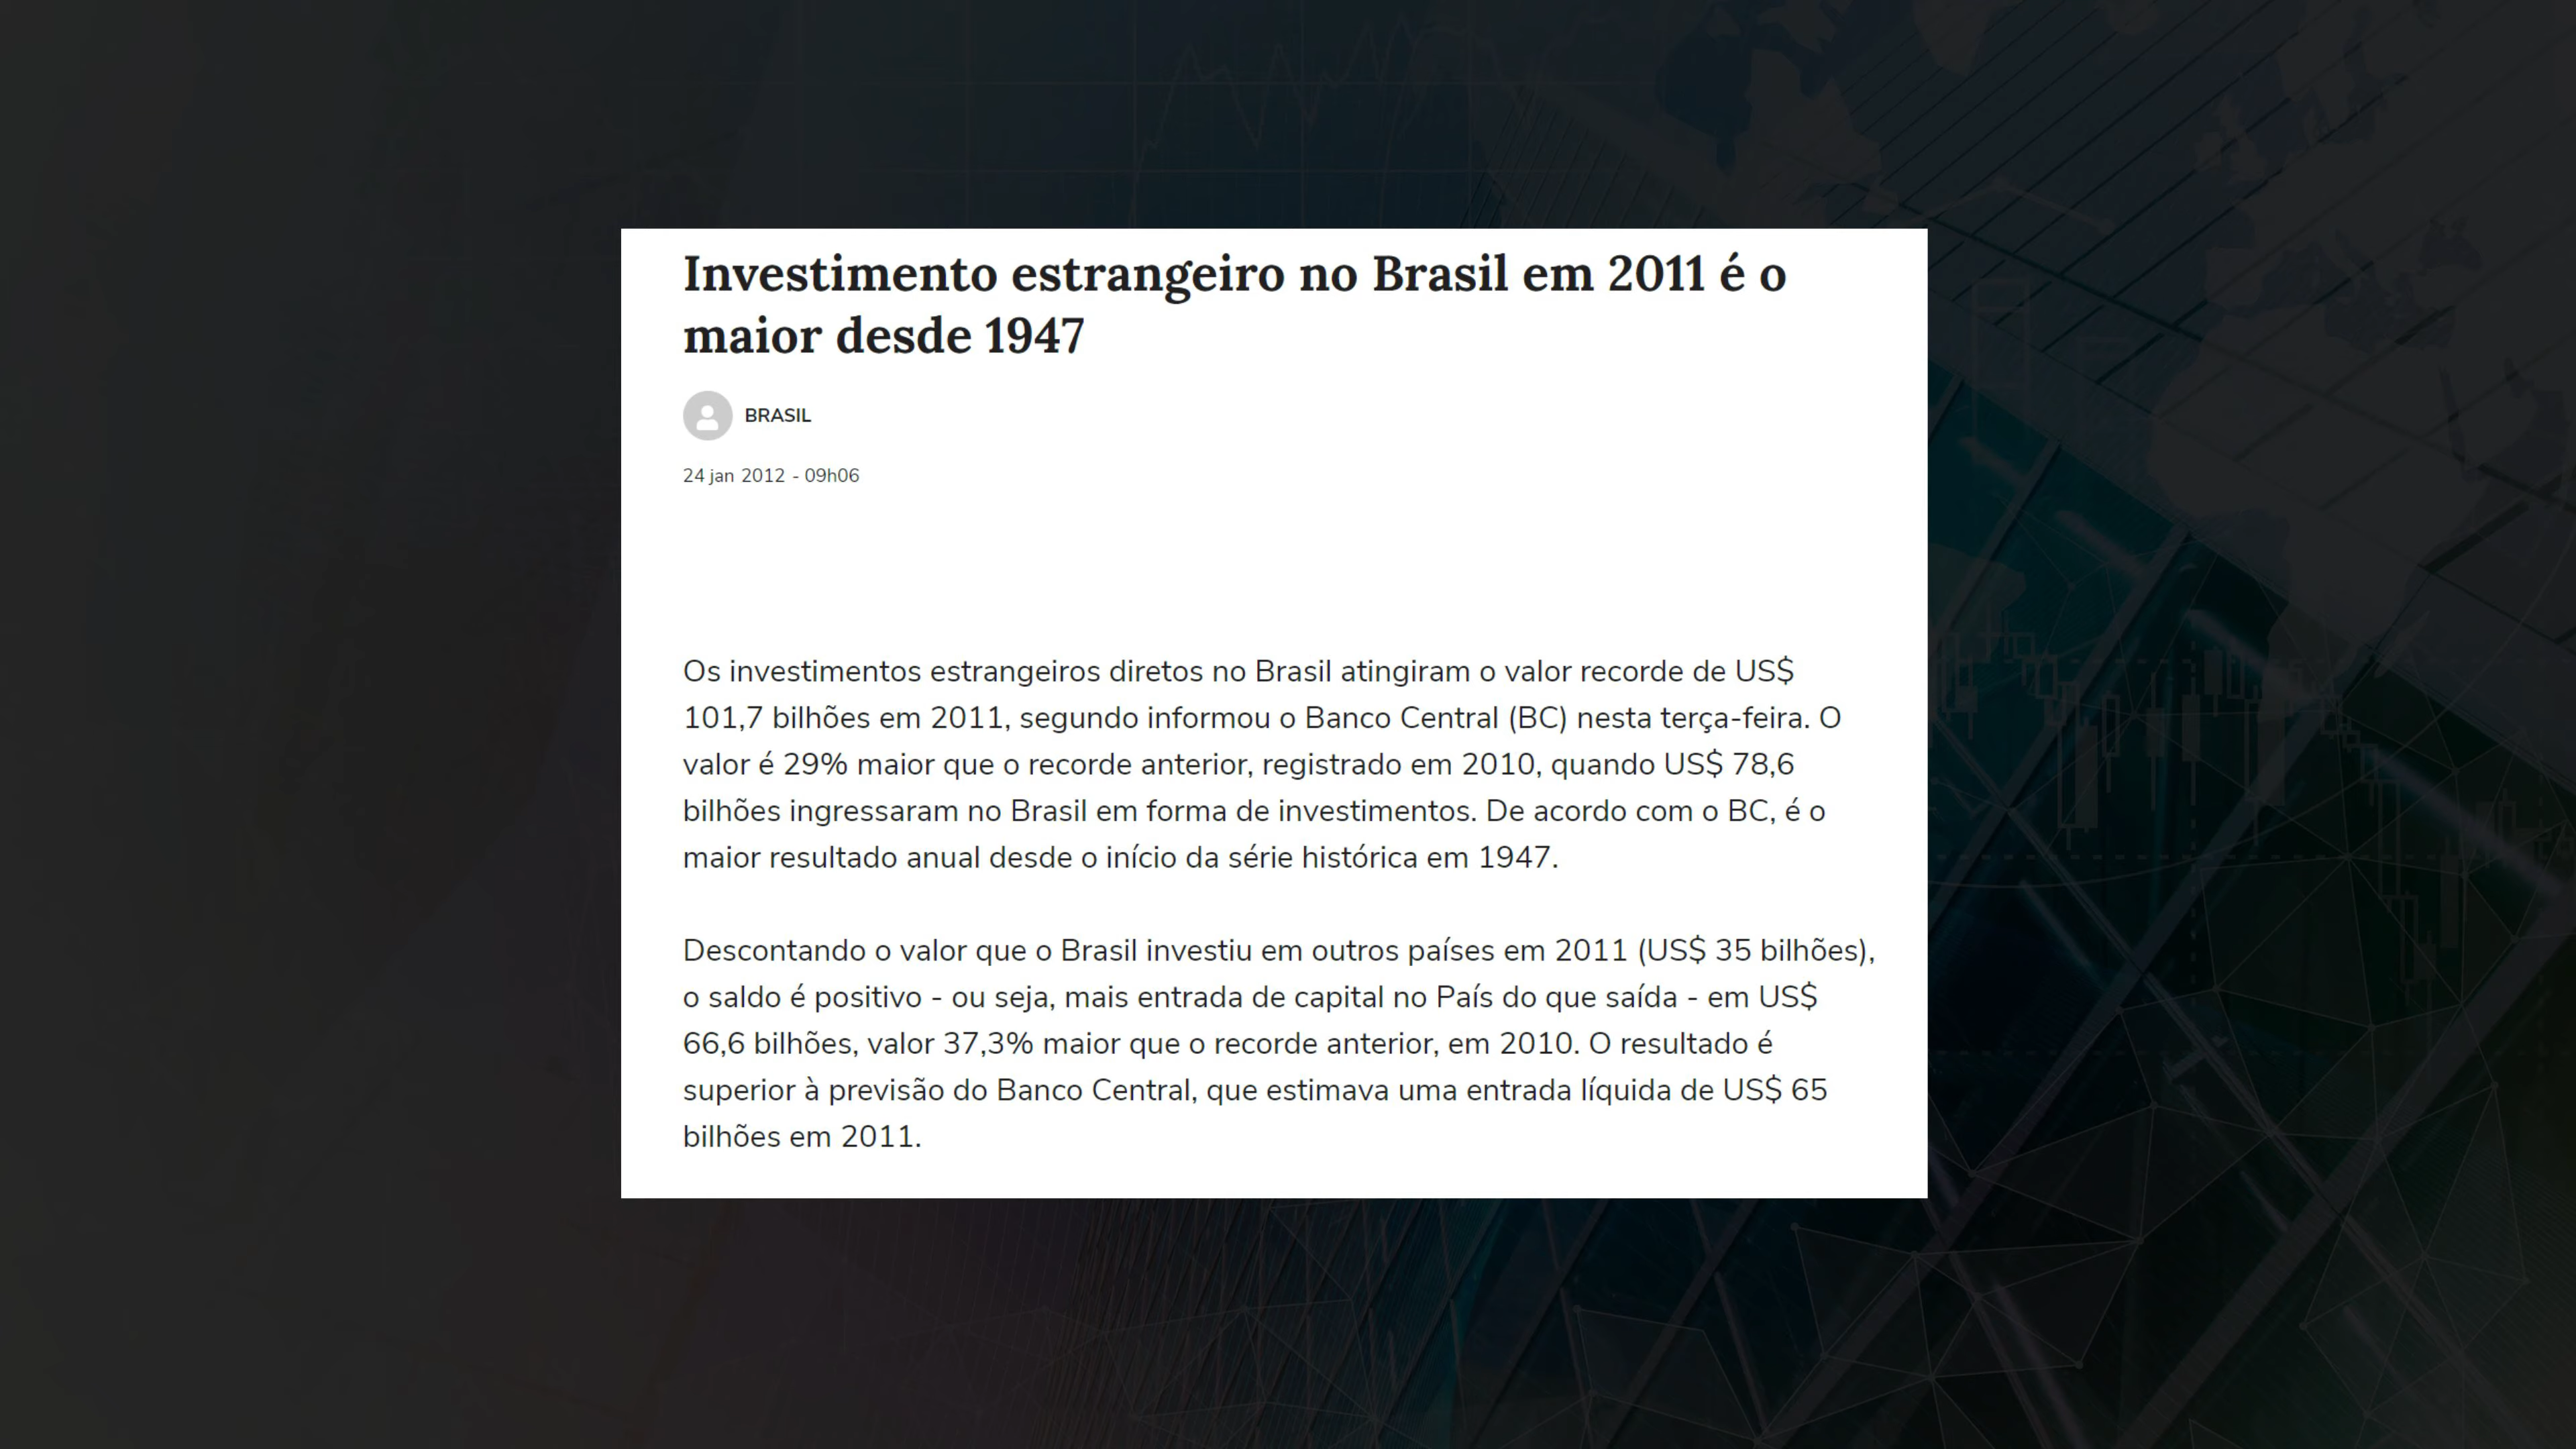 Investimento estrangeiro no Brasil em 2011 é o
maior desde 1947
BRASIL
24 jan 2012 - 09h06
Os investimentos estrangeiros diretos no Brasil atingiram o valor recorde de US$
101,7 bilhões em 2011, segundo informou o Banco Central (BC) nesta terça-feira. O
valor é 29% maior que o recorde anterior, registrado em 2010, quando US$ 78,6
bilhões ingressaram no Brasil em forma de investimentos. De acordo com o BC, é o
maior resultado anual desde o início da série histórica em 1947.
Descontando o valor que o Brasil investiu em outros países em 2011 (US$ 35 bilhões),
o saldo é positivo - ou seja, mais entrada de capital no País do que saída - em US$
66,6 bilhões, valor 37,3% maior que o recorde anterior, em 2010. O resultado é
superior à previsão do Banco Central, que estimava uma entrada líquida de US$ 65
bilhões em 2011.